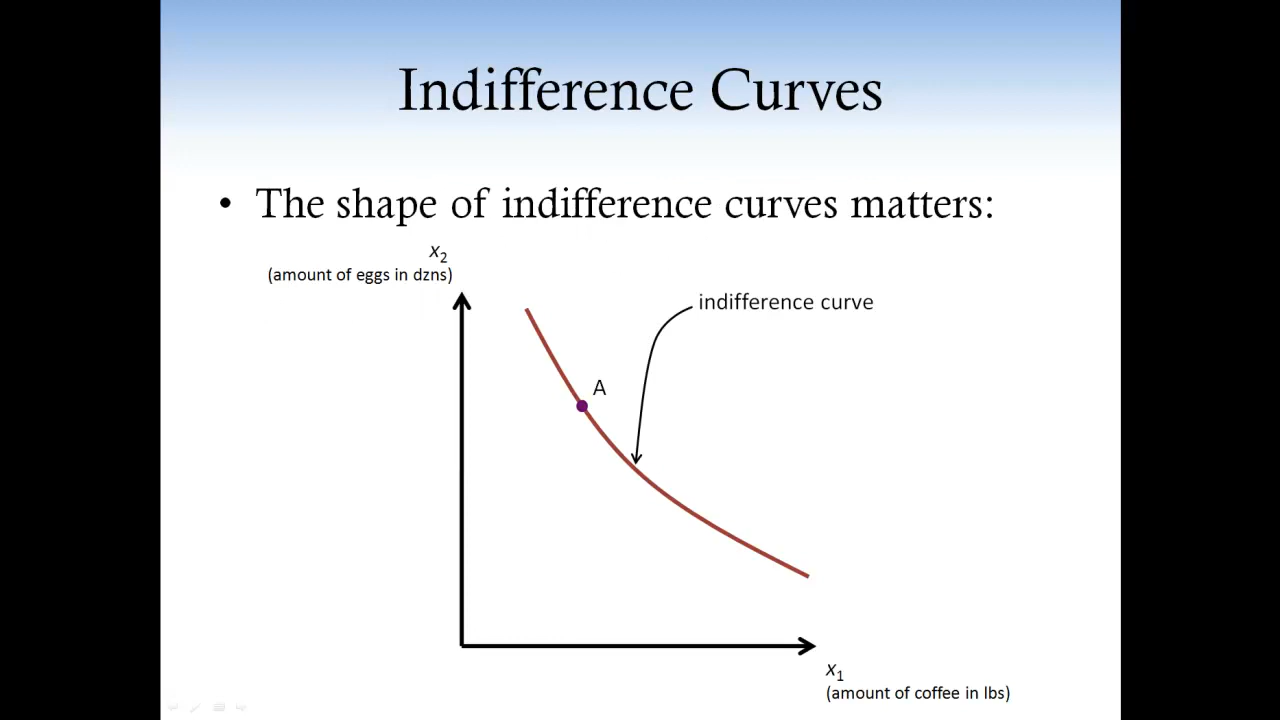 Indifference Curves
• The shape of indifference curves matters:
x₂
(amount of eggs in dzns)
indifference curve
A
x₁
(amount of coffee in lbs)